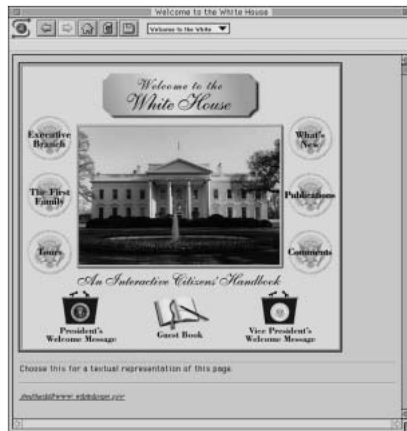 Welcome to the White House
Welcome to the White
Welcome to the
White House
Executive
Branch
What's
New
The First
Family
Publications
Tours
Comments
An Interactive Citizens' Handbook
President's
Welcome Message
Guest Book
Vice President's
Welcome Message
Choose this for a textual representation of this page.